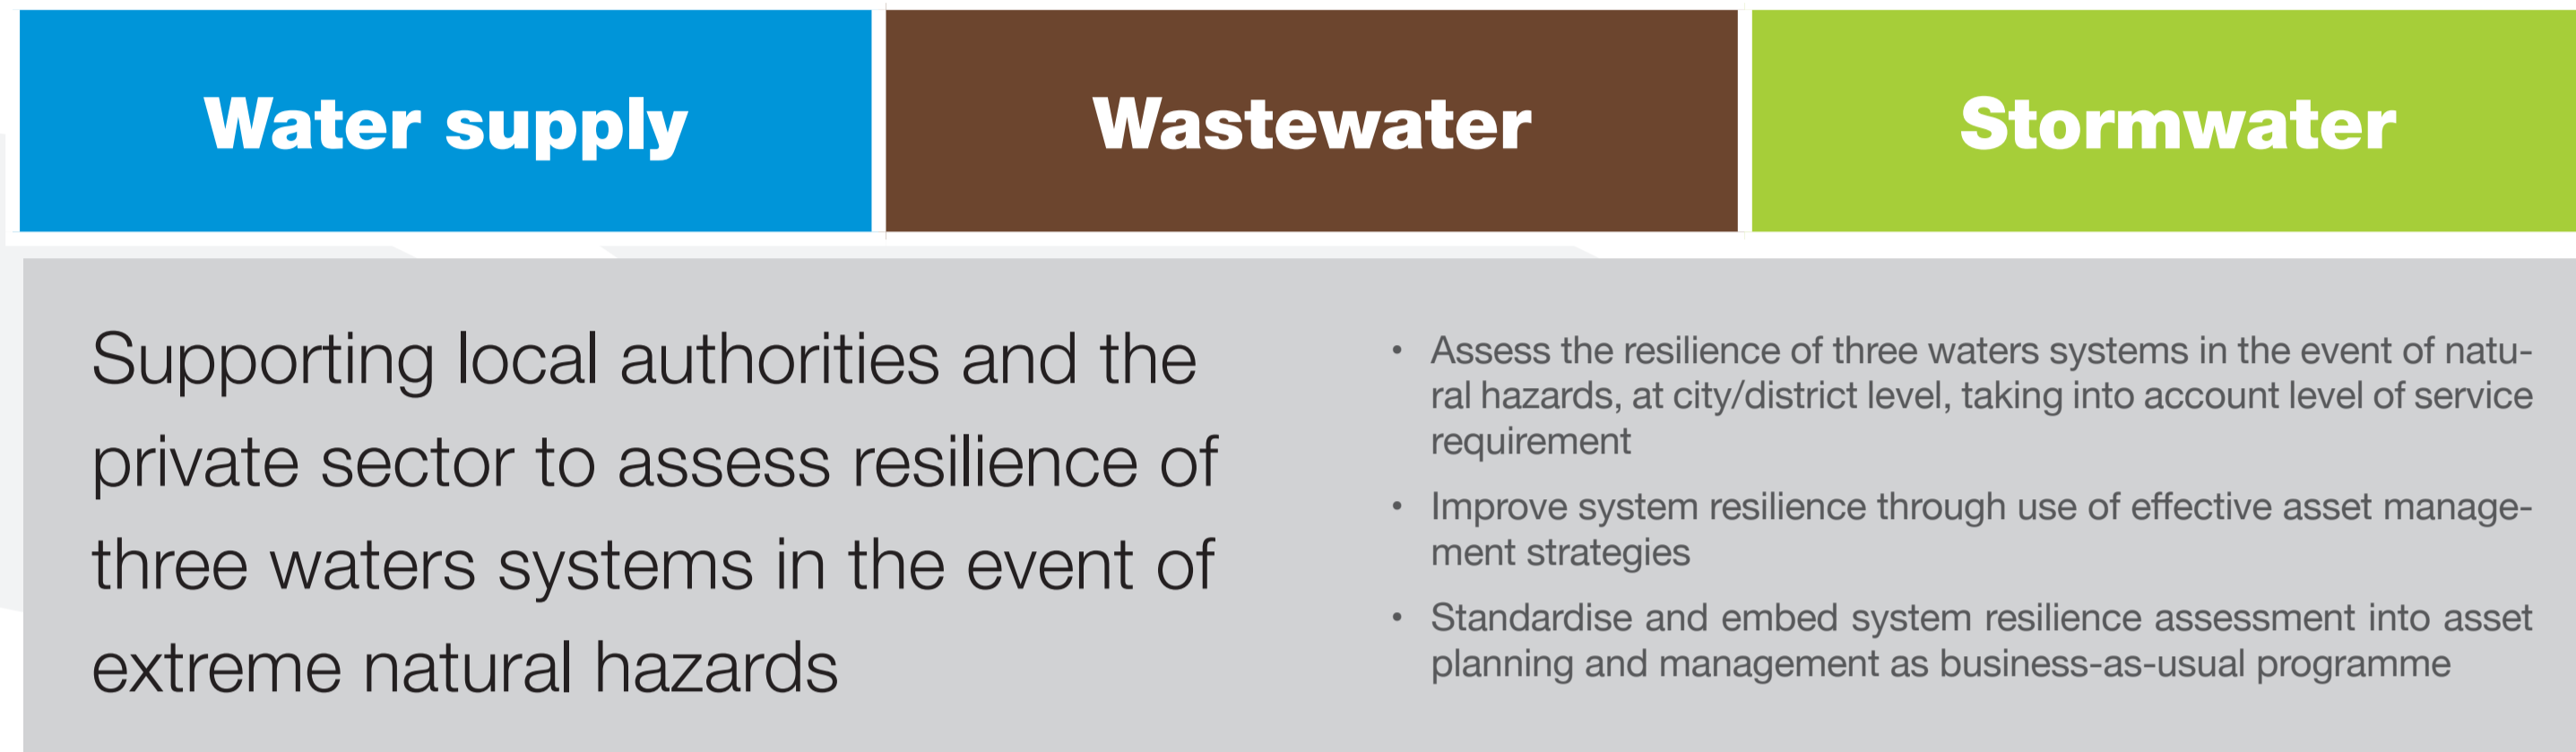 Water supply
Wastewater
Stormwater
Supporting local authorities and the
private sector to assess resilience of
three waters systems in the event of
extreme natural hazards
• Assess the resilience of three waters systems in the event of natu-
ral hazards, at city/district level, taking into account level of service
requirement
• Improve system resilience through use of effective asset manage-
ment strategies
• Standardise and embed system resilience assessment into asset
planning and management as business-as-usual programme